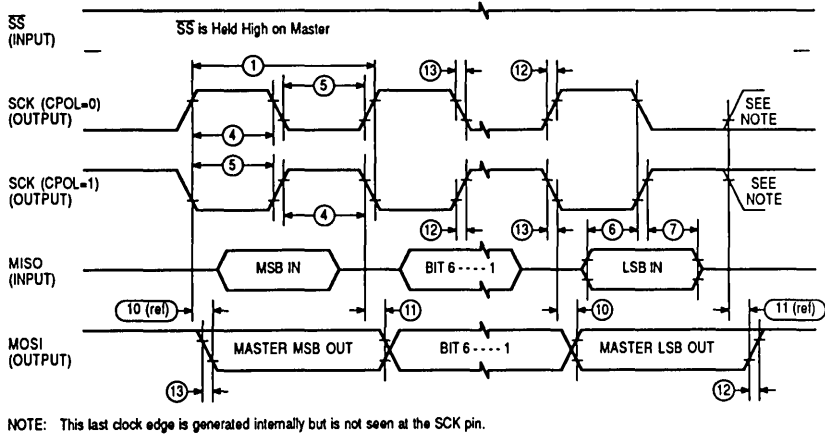 SS
(INPUT)
SS is Held High on Master
1
5
13
12
SCK (CPOL=0)
(OUTPUT)
4
SEE
NOTE
5
SCK (CPOL=1)
(OUTPUT)
4
12
13
6
7
SEE
NOTE
MISO
(INPUT)
MSB IN
BIT 6 - - - - 1
LSB IN
10 (ref)
11
10
11 (ref)
MOSI
(OUTPUT)
MASTER MSB OUT
BIT 6 - - - - 1
MASTER LSB OUT
13
12
NOTE: This last clock edge is generated internally but is not seen at the SCK pin.